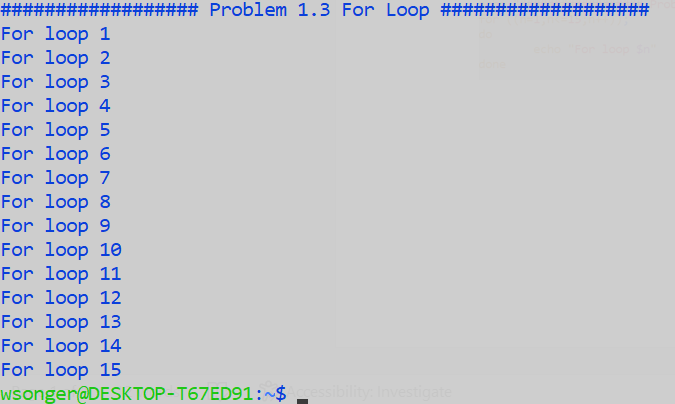 ################## Problem 1.3 For Loop ###################
For loop 1
For loop 2
For loop 3
For loop 4
For loop 5
For loop 6
For loop 7
For loop 8
For loop 9
For loop 10
For loop 11
For loop 12
For loop 13
For loop 14
For loop 15
wsonger@DESKTOP-T67ED91:~$
Accessibility: Investigate